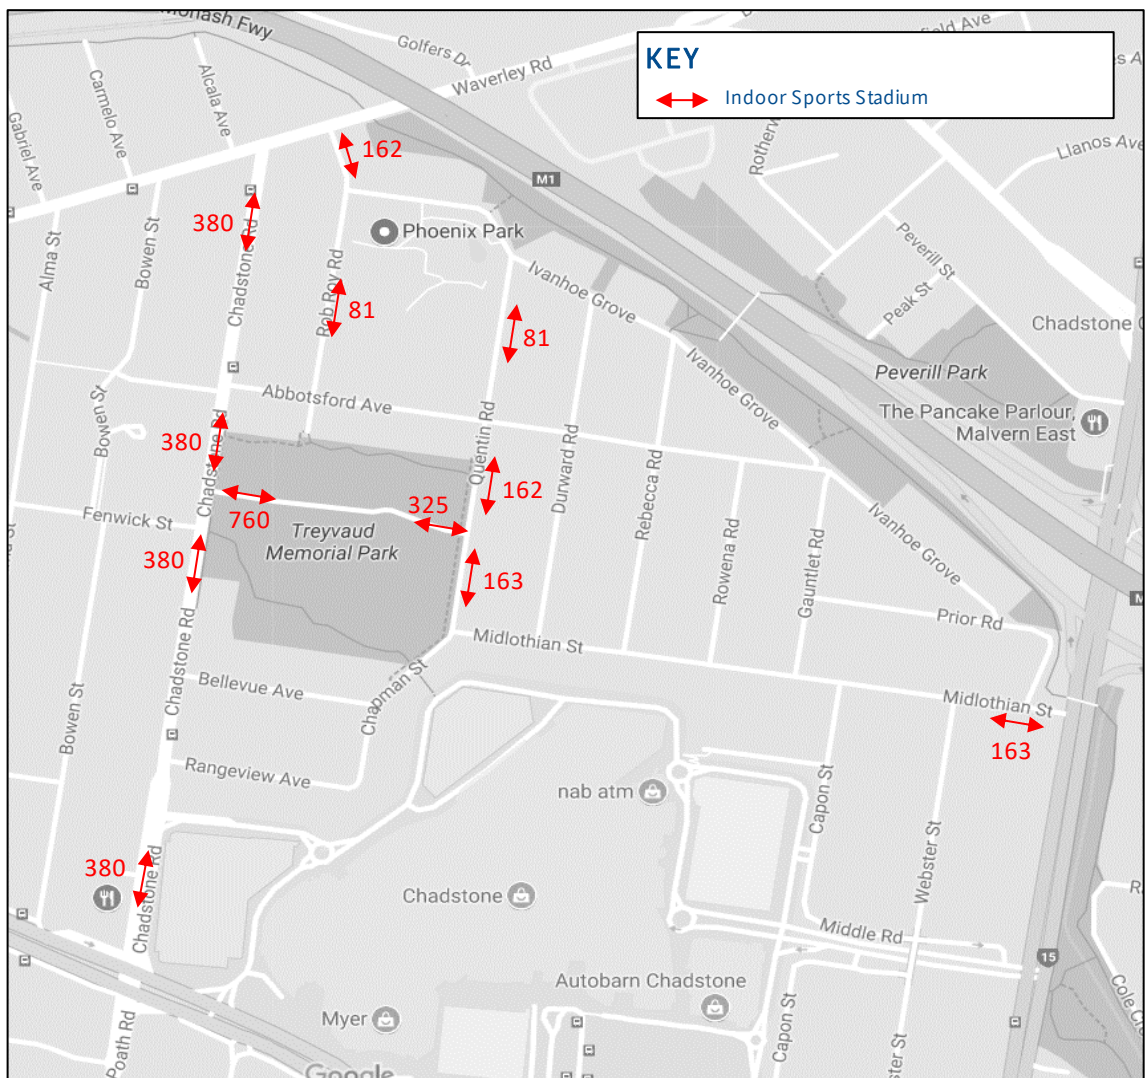 Monash Fwy
Golfers Dr
Waverley Rd
field Ave
KEY
Indoor Sports Stadium
Alcala Ave
Carmelo Ave
Gabriel Ave
162
M1
Llanos Ave
380
Phoenix Park
Alma St
Bowen St
Chadstone Rd
Rob Roy Rd
Ivanhoe Grove
Peverill St
Peak St
81
81
Chadstone
Ivanhoe Grove
Peverill Park
Abbotsford Ave
The Pancake Parlour,
Malvern East
Bowen St
380
Chadstone Rd
Quentin Rd
Durward Rd
Rebecca Rd
162
325
760
Fenwick St
Treyvaud
Memorial Park
Ivanhoe Grove
Rowena Rd
Gauntlet Rd
380
163
Prior Rd
Midlothian St
Chadstone Rd
Bellevue Ave
Chapman St
Bowen St
Midlothian St
163
Rangeview Ave
nab atm
Capon St
Webster St
380
Chadstone Rd
Chadstone
Middle Rd
15
Autobarn Chadstone
Myer
Capon St
Poath Rd
Google